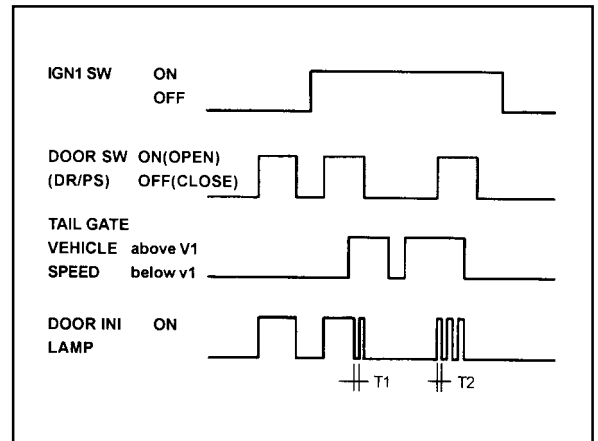 IGN1 SW ON
OFF
DOOR SW ON(OPEN)
(DR/PS) OFF(CLOSE)
TAIL GATE
VEHICLE above V1
SPEED below v1
DOOR INI ON
LAMP
T1 T2